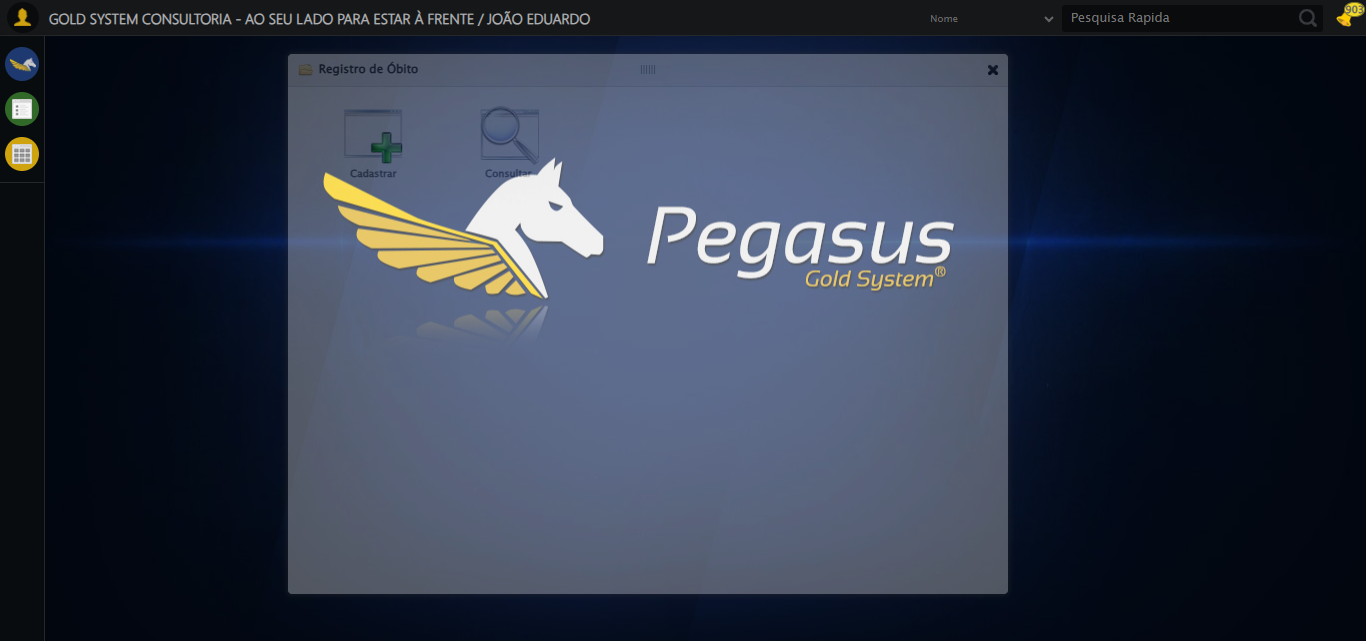 GOLD SYSTEM CONSULTORIA - AO SEU LADO PARA ESTAR À FRENTE / JOÃO EDUARDO
Nome
Pesquisa Rapida
903
Registro de Óbito
Cadastrar
Consultar
Pegasus
Gold System®